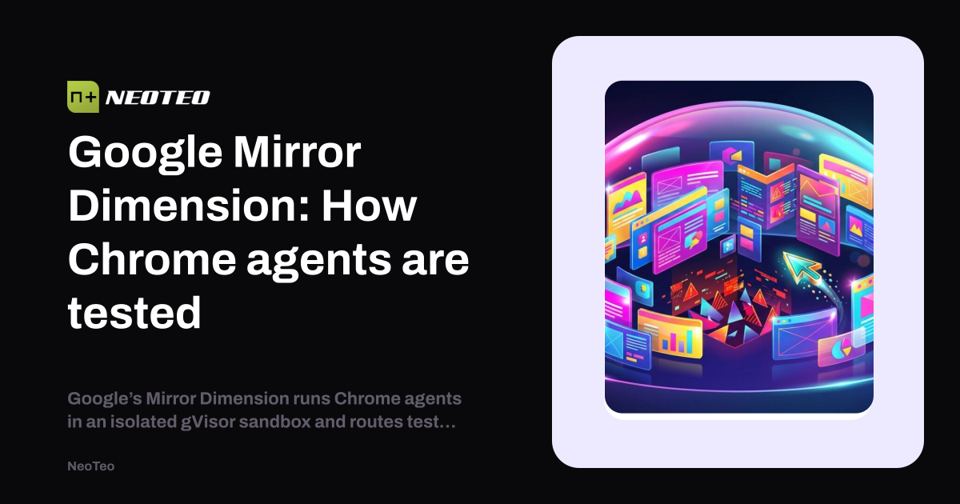 n+ NEOTEO
Google Mirror
Dimension: How
Chrome agents are
tested
Google’s Mirror Dimension runs Chrome agents
in an isolated gVisor sandbox and routes test...
NeoTeo